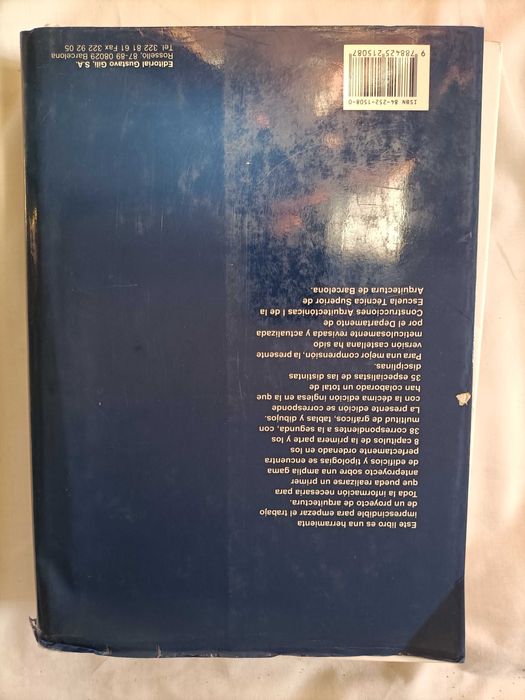 Este libro es una herramienta
imprescindible para empezar el trabajo
de un proyecto de arquitectura.
Toda la información necesaria para
que pueda realizarse un primer
anteproyecto sobre una amplia gama
de edificios y tipologías se encuentra
perfectamente ordenado en los
8 capítulos de la primera parte y los
38 correspondientes a la segunda, con
multitud de gráficos, tablas y dibujos.
La presente edición se corresponde
con la décima edición inglesa en la que
han colaborado un total de
35 especialistas de las distintas
disciplinas.
Para una mejor comprensión, la presente
versión castellana ha sido
meticulosamente revisada y actualizada
por el Departamento de
Construcciones Arquitectónicas I de la
Escuela Técnica Superior de
Arquitectura de Barcelona.
ISBN 84-252-1508-0
9 788425 215087
Editorial Gustavo Gili, S.A.
Rosselló, 87-89 08029 Barcelona
Tel. 322 81 61 Fax 322 92 05